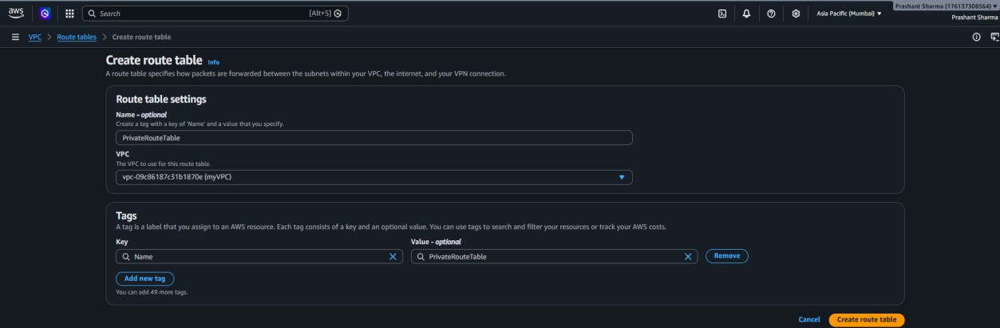 aws
Search [Alt+S]
Asia Pacific (Mumbai)
Prashant Sharma (176137308564)
Prashant Sharma
VPC > Route tables > Create route table
Create route table Info
A route table specifies how packets are forwarded between the subnets within your VPC, the internet, and your VPN connection.
Route table settings
Name - optional
Create a tag with a key of 'Name' and a value that you specify.
PrivateRouteTable
VPC
The VPC to use for this route table.
vpc-09c86187c31b1870e (myVPC)
Tags
A tag is a label that you assign to an AWS resource. Each tag consists of a key and an optional value. You can use tags to search and filter your resources or track your AWS costs.
Key Value - optional
Name PrivateRouteTable Remove
Add new tag
You can add 49 more tags.
Cancel Create route table